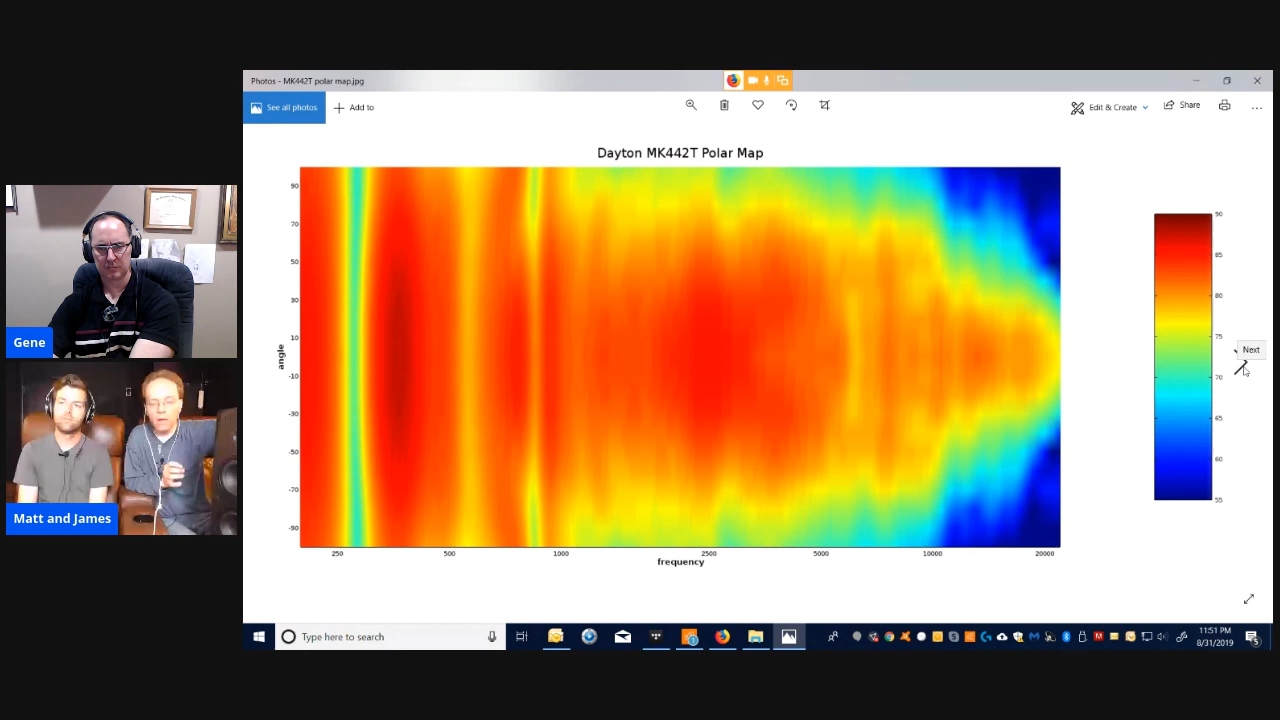 Photos - MK442T polar map.jpg
See all photos
Add to
Edit & Create
Share
Dayton MK442T Polar Map
90
70
50
30
10
-10
-30
-50
-70
-90
angle
250
500
1000
2500
5000
10000
20000
frequency
90
85
80
75
70
65
60
55
Next
Gene
Matt and James
Type here to search
11:51 PM
8/31/2019